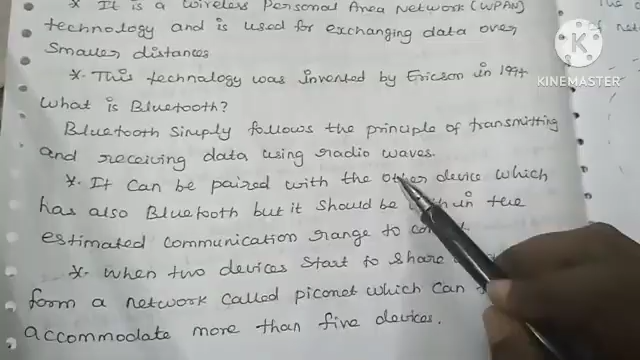 * It is a Wireless Personal Area Network (WPAN)
technology and is used for exchanging data over
smaller distances
*. This technology was invented by Ericson in 1994
What is Bluetooth?
Bluetooth simply follows the principle of transmitting
and receiving data using radio waves.
*. It can be paired with the other device which
has also Bluetooth but it should be within the
estimated communication range to
*. When two devices start to share
form a network called piconet which can
accommodate more than five devices.
KINEMASTER